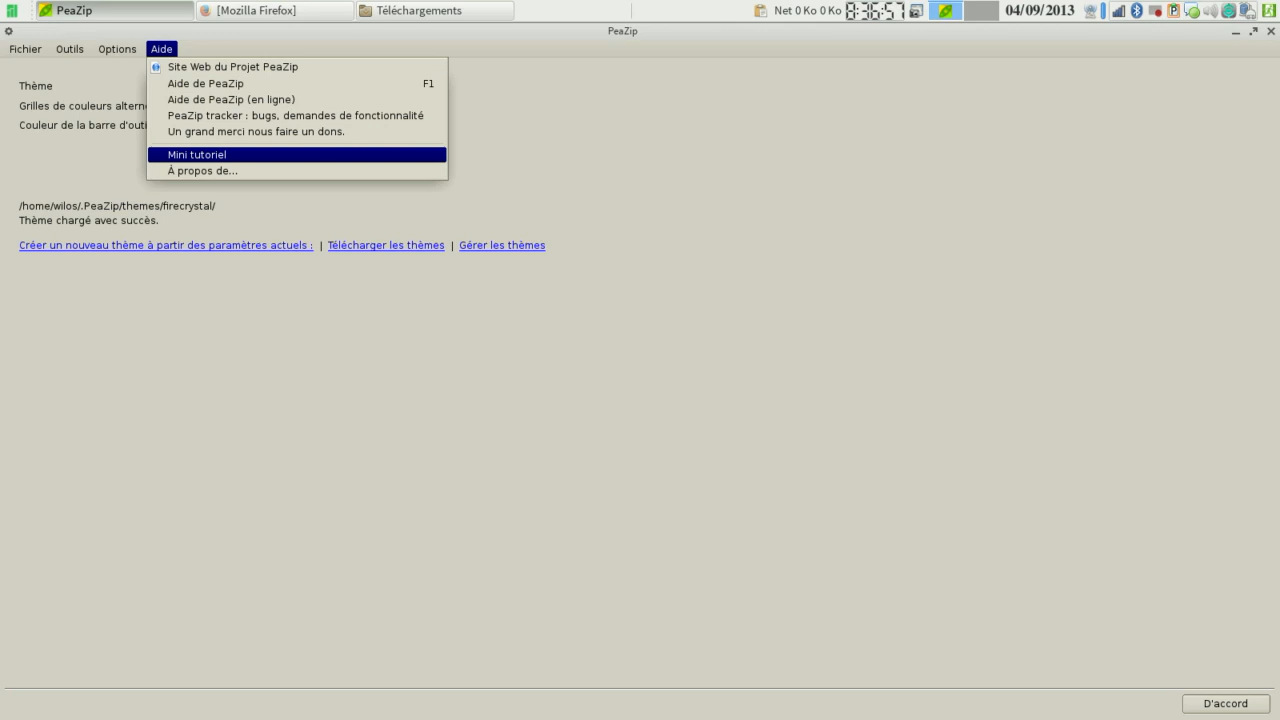 PeaZip
[Mozilla Firefox]
Téléchargements
Net 0 Ko 0 Ko
8:36:57
04/09/2013
PeaZip
Fichier
Outils
Options
Aide
Site Web du Projet PeaZip
Aide de PeaZip F1
Aide de PeaZip (en ligne)
PeaZip tracker : bugs, demandes de fonctionnalité
Un grand merci nous faire un dons.
Mini tutoriel
À propos de...
Thème
Grilles de couleurs alterne
Couleur de la barre d'outi
/home/wilos/.PeaZip/themes/firecrystal/
Thème chargé avec succès.
Créer un nouveau thème à partir des paramètres actuels : | Télécharger les thèmes | Gérer les thèmes
D'accord